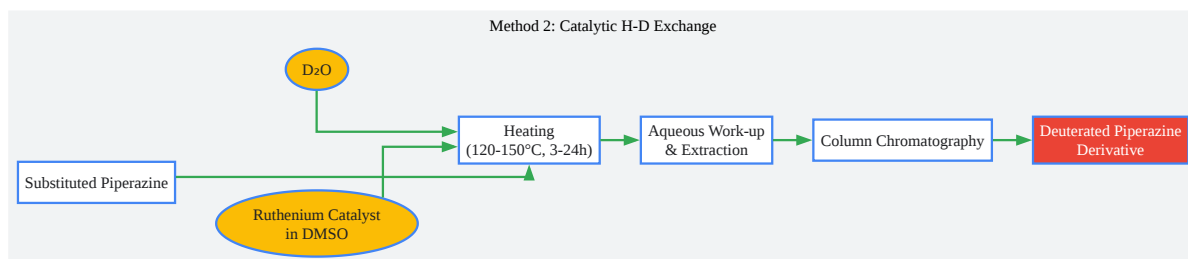 Method 2: Catalytic H-D Exchange
D₂O
Heating
(120-150°C, 3-24h)
Aqueous Work-up
& Extraction
Column Chromatography
Deuterated Piperazine
Derivative
Substituted Piperazine
Ruthenium Catalyst
in DMSO